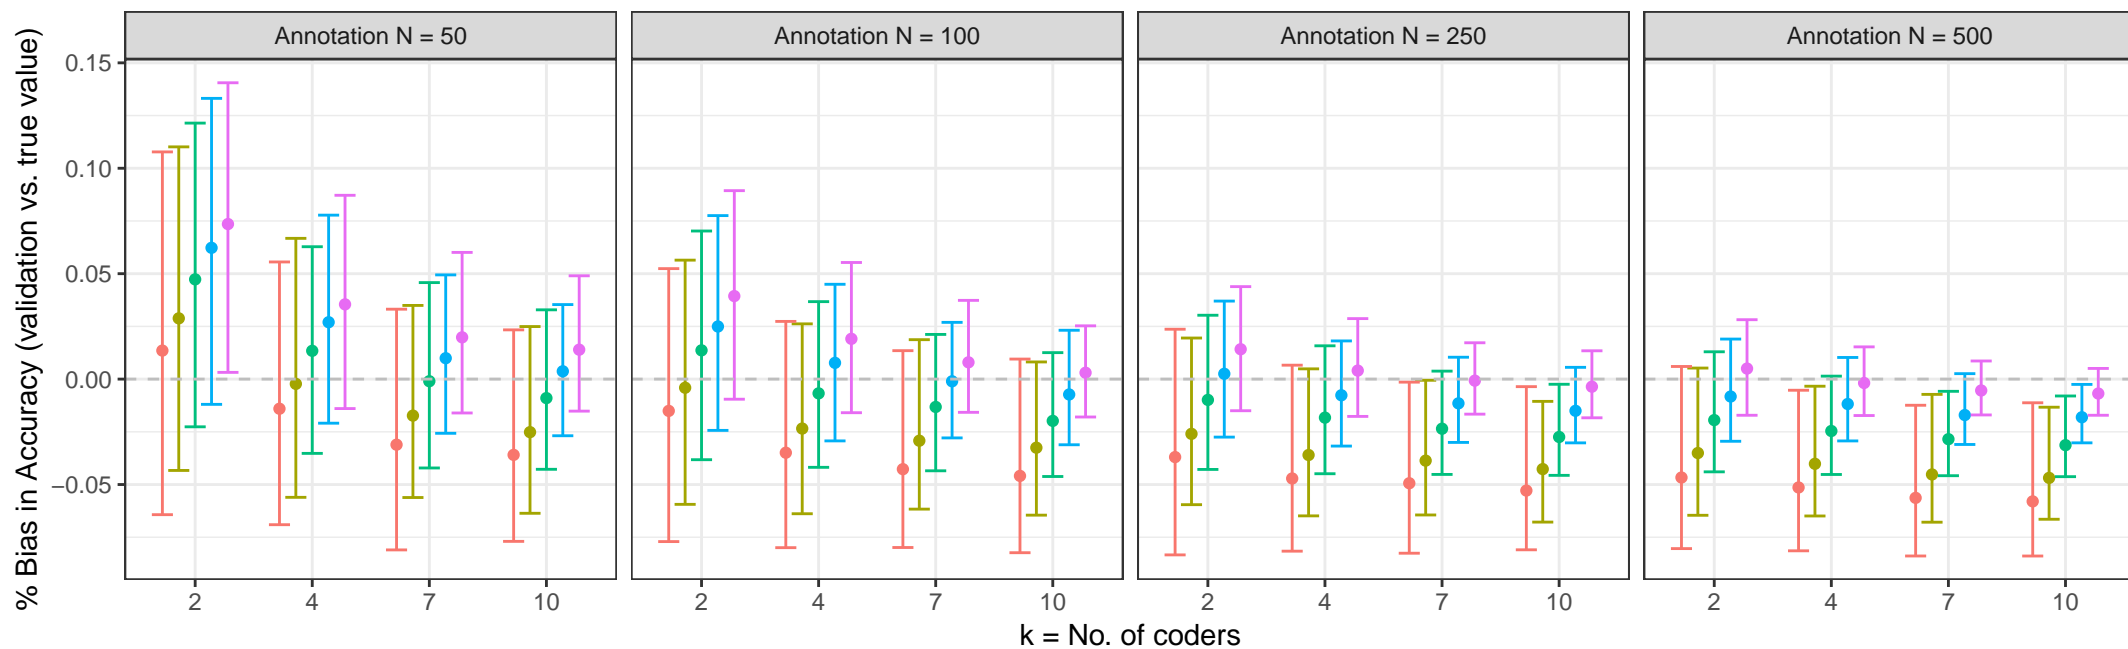 Annotation N = 50
Annotation N = 100
Annotation N = 250
Annotation N = 500
% Bias in Accuracy (validation vs. true value)
0.15
0.10
0.05
0.00
−0.05
2 4 7 10
2 4 7 10
2 4 7 10
2 4 7 10
k = No. of coders